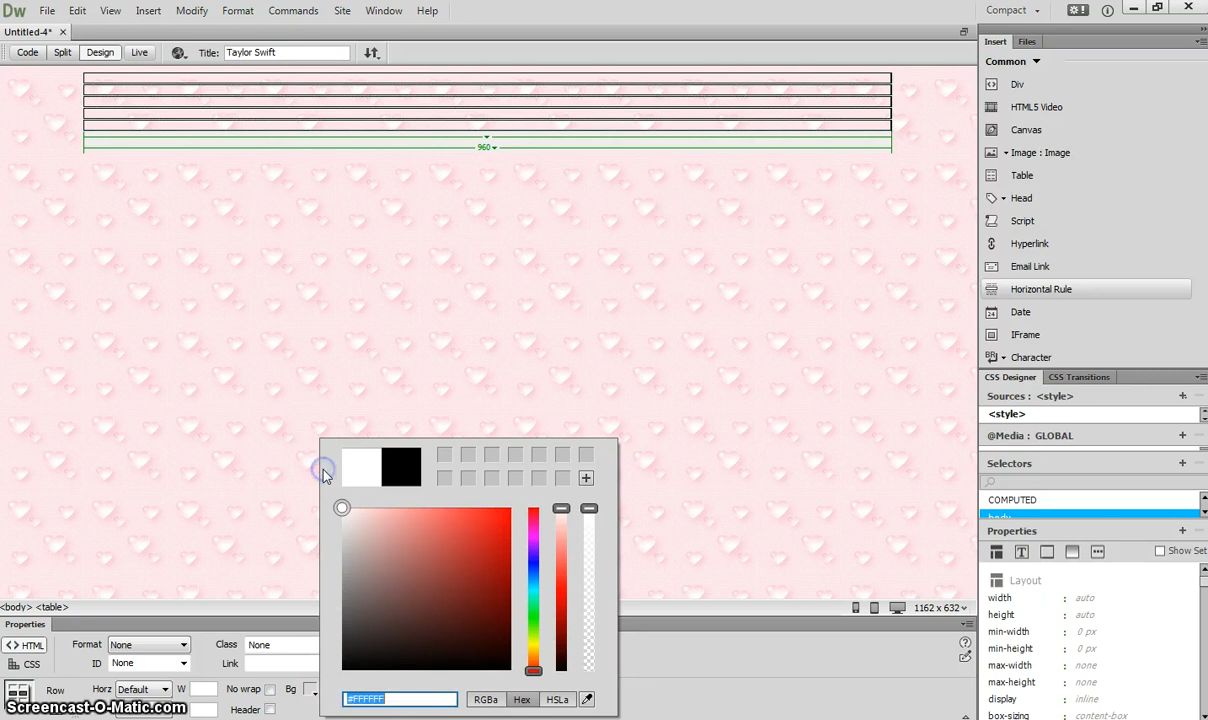 Dw File Edit View Insert Modify Format Commands Site Window Help Compact
Untitled-4*
Code Split Design Live Title: Taylor Swift
960
Insert Files
Common
Div
HTML5 Video
Canvas
Image : Image
Table
Head
Script
Hyperlink
Email Link
Horizontal Rule
Date
IFrame
Character
CSS Designer CSS Transitions
Sources : <style>
<style>
@Media : GLOBAL
Selectors
COMPUTED
body
Properties
Show Set
Layout
width : auto
height : auto
min-width : 0 px
min-height : 0 px
max-width :
max-height :
display : inline
box-sizing : content-box
<body> <table>
1162 x 632
Properties
HTML Format None Class None
CSS ID None Link
Row Horz Default W No wrap Bg
Header
#FFFFFF RGBa Hex HSLa
Screencast-O-Matic.com